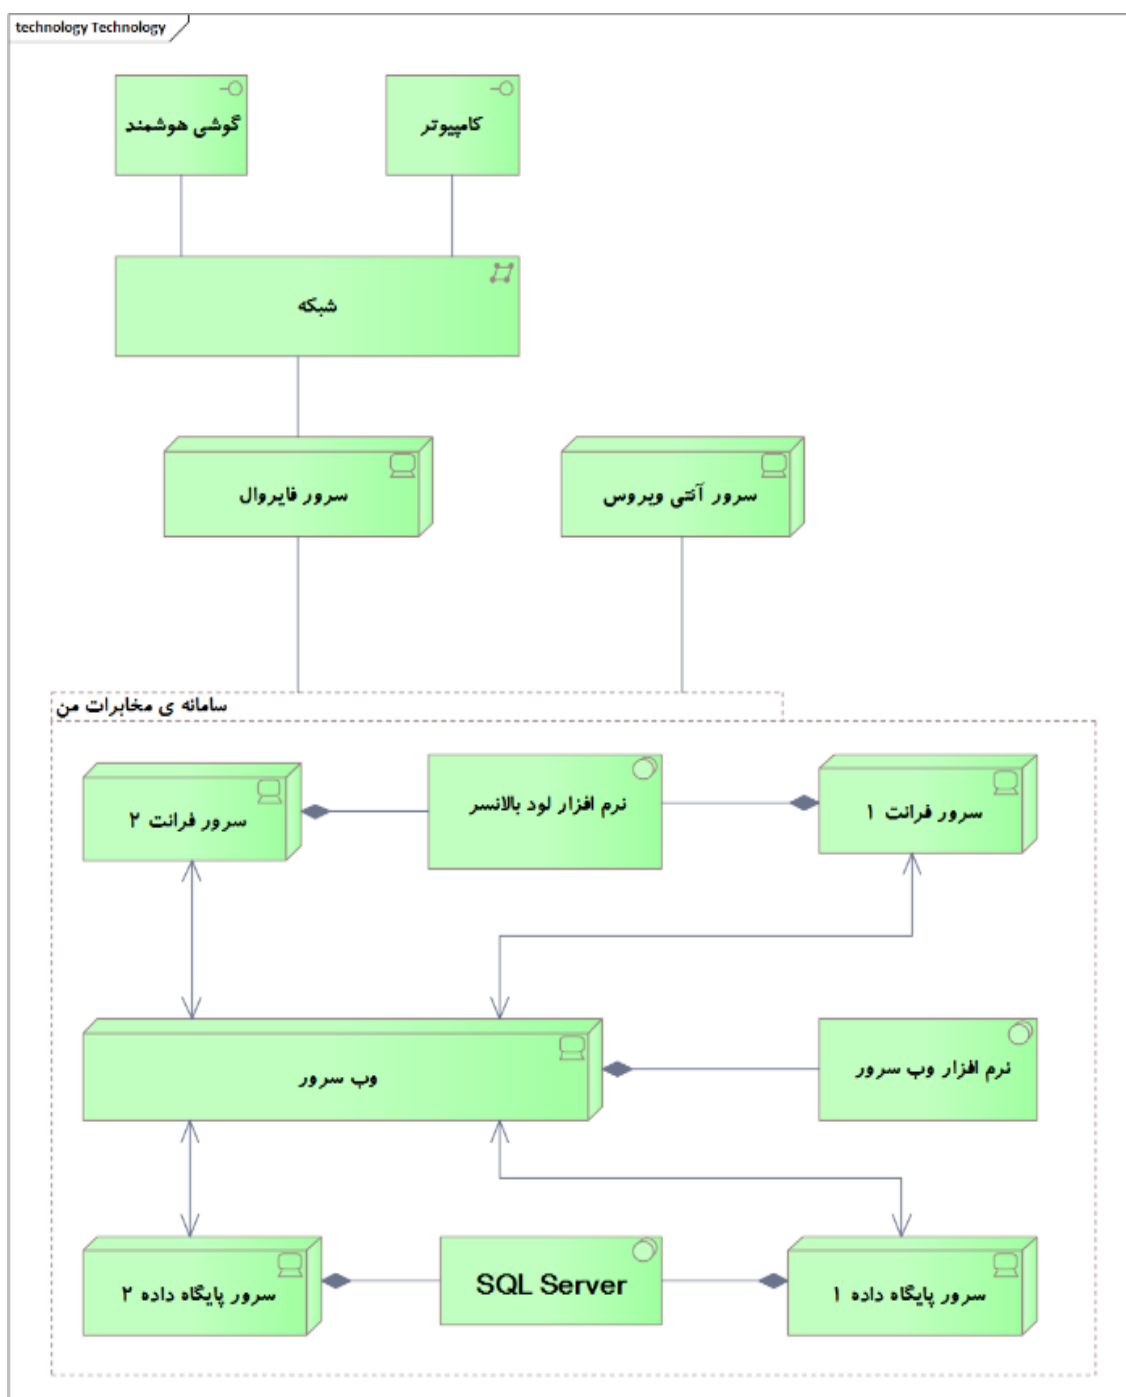 technology Technology
گوشی هوشمند
کامپیوتر
شبکه
سرور فایروال
سرور آنتی ویروس
سامانه ی مخابرات من
سرور فرانت ۲
نرم افزار لود بالانسر
سرور فرانت ۱
وب سرور
نرم افزار وب سرور
سرور پایگاه داده ۲
SQL Server
سرور پایگاه داده ۱